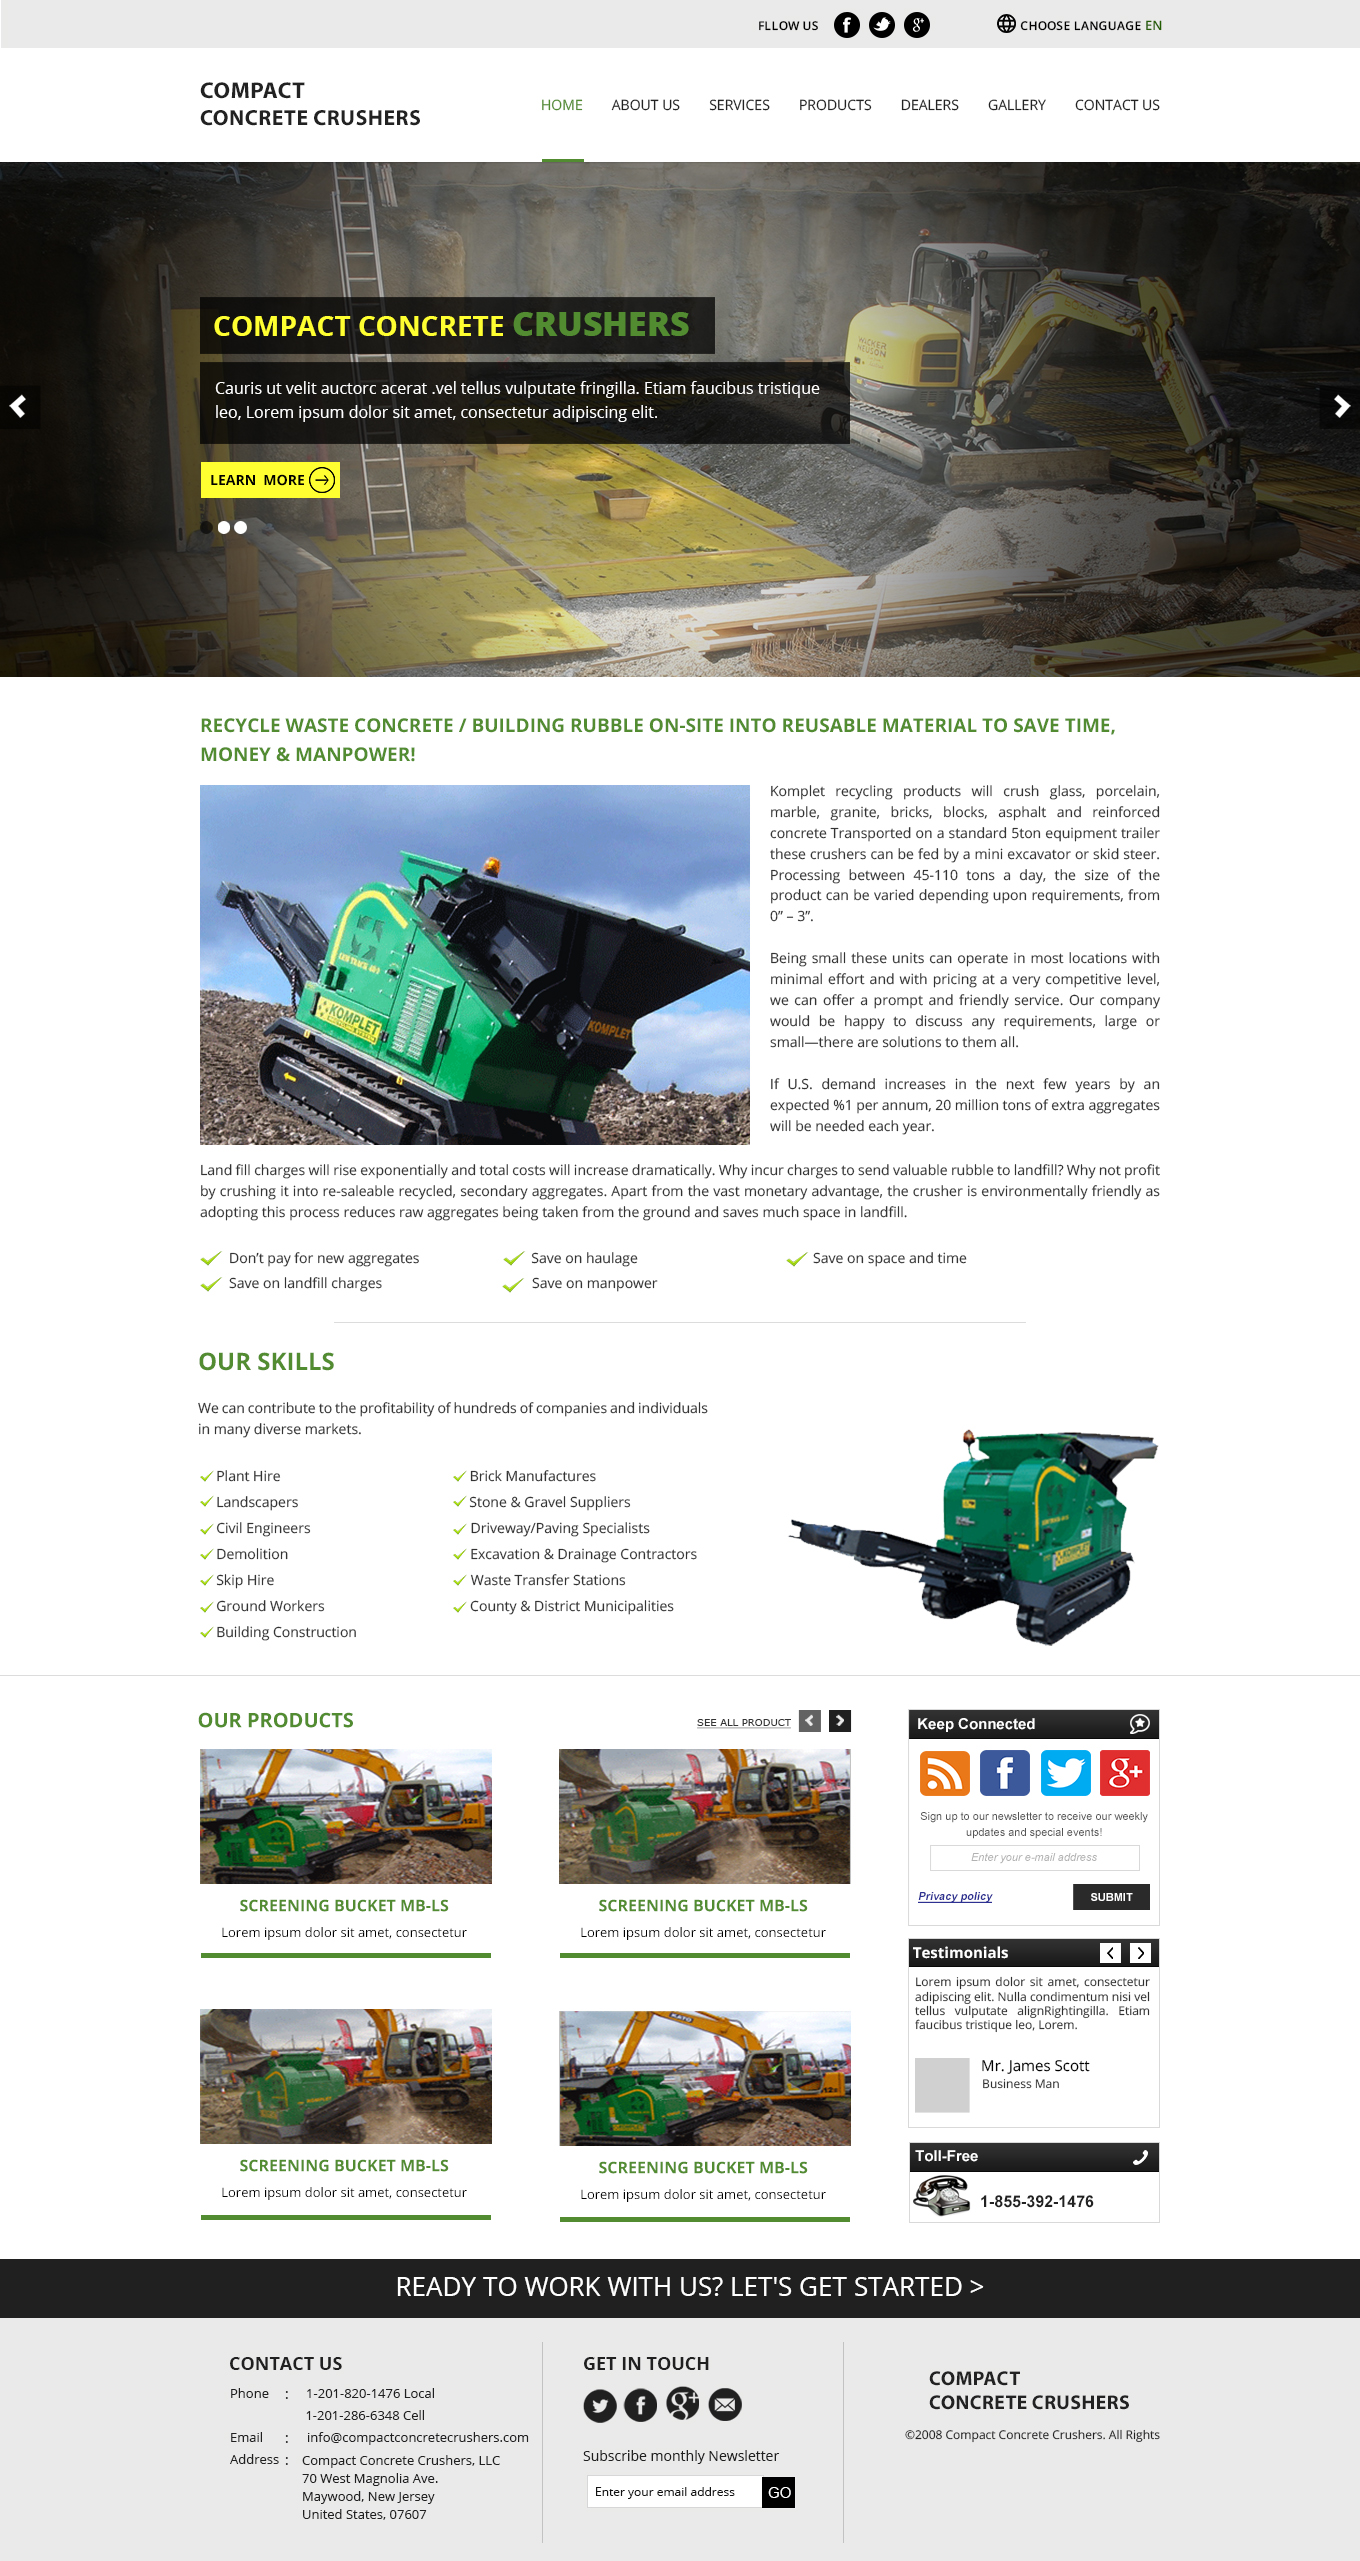 FLLOW US
CHOOSE LANGUAGE EN
COMPACT
CONCRETE CRUSHERS
HOME ABOUT US SERVICES PRODUCTS DEALERS GALLERY CONTACT US
WACKER
NEUSON
COMPACT CONCRETE CRUSHERS
Cauris ut velit auctorc acerat .vel tellus vulputate fringilla. Etiam faucibus tristique
leo, Lorem ipsum dolor sit amet, consectetur adipiscing elit.
LEARN MORE
RECYCLE WASTE CONCRETE / BUILDING RUBBLE ON-SITE INTO REUSABLE MATERIAL TO SAVE TIME,
MONEY & MANPOWER!
KOMPLET
KOMPLET
Komplet recycling products will crush glass, porcelain,
marble, granite, bricks, blocks, asphalt and reinforced
concrete Transported on a standard 5ton equipment trailer
these crushers can be fed by a mini excavator or skid steer.
Processing between 45-110 tons a day, the size of the
product can be varied depending upon requirements, from
0” – 3”.
Being small these units can operate in most locations with
minimal effort and with pricing at a very competitive level,
we can offer a prompt and friendly service. Our company
would be happy to discuss any requirements, large or
small—there are solutions to them all.
If U.S. demand increases in the next few years by an
expected %1 per annum, 20 million tons of extra aggregates
will be needed each year.
Land fill charges will rise exponentially and total costs will increase dramatically. Why incur charges to send valuable rubble to landfill? Why not profit
by crushing it into re-saleable recycled, secondary aggregates. Apart from the vast monetary advantage, the crusher is environmentally friendly as
adopting this process reduces raw aggregates being taken from the ground and saves much space in landfill.
Don’t pay for new aggregates
Save on haulage
Save on space and time
Save on landfill charges
Save on manpower
OUR SKILLS
We can contribute to the profitability of hundreds of companies and individuals
in many diverse markets.
Plant Hire
Landscapers
Civil Engineers
Demolition
Skip Hire
Ground Workers
Building Construction
Brick Manufactures
Stone & Gravel Suppliers
Driveway/Paving Specialists
Excavation & Drainage Contractors
Waste Transfer Stations
County & District Municipalities
KOMPLET
OUR PRODUCTS
SEE ALL PRODUCT
KOMPLET
SCREENING BUCKET MB-LS
Lorem ipsum dolor sit amet, consectetur
KOMPLET
SCREENING BUCKET MB-LS
Lorem ipsum dolor sit amet, consectetur
KOMPLET
SCREENING BUCKET MB-LS
Lorem ipsum dolor sit amet, consectetur
KATO
KOMPLET
SCREENING BUCKET MB-LS
Lorem ipsum dolor sit amet, consectetur
Keep Connected
Sign up to our newsletter to receive our weekly
updates and special events!
Enter your e-mail address
Privacy policy
SUBMIT
Testimonials
Lorem ipsum dolor sit amet, consectetur
adipiscing elit. Nulla condimentum nisi vel
tellus vulputate alignRightingilla. Etiam
faucibus tristique leo, Lorem.
Mr. James Scott
Business Man
Toll-Free
1-855-392-1476
READY TO WORK WITH US? LET'S GET STARTED >
CONTACT US
Phone : 1-201-820-1476 Local
1-201-286-6348 Cell
Email : info@compactconcretecrushers.com
Address : Compact Concrete Crushers, LLC
70 West Magnolia Ave.
Maywood, New Jersey
United States, 07607
GET IN TOUCH
Subscribe monthly Newsletter
Enter your email address
GO
COMPACT
CONCRETE CRUSHERS
©2008 Compact Concrete Crushers. All Rights